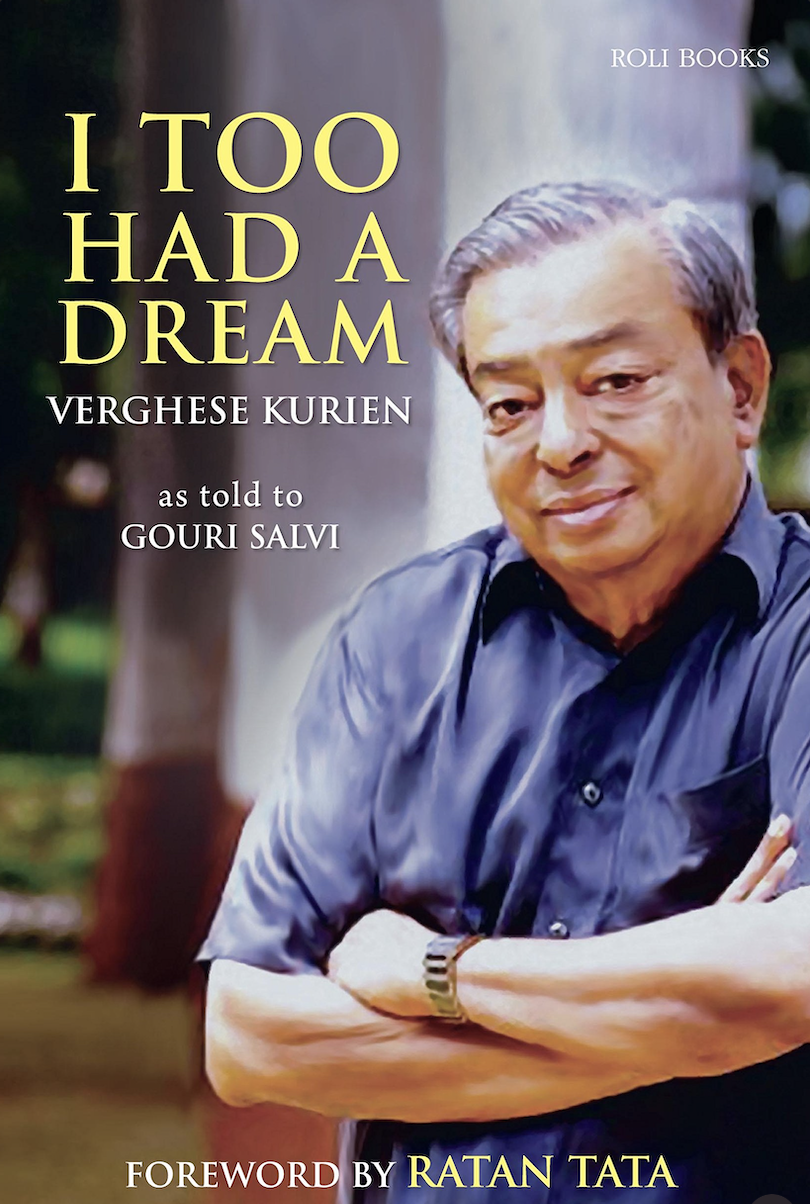 ROLI BOOKS
I TOO
HAD A
DREAM
VERGHESE KURIEN
as told to
GOURI SALVI
FOREWORD BY RATAN TATA